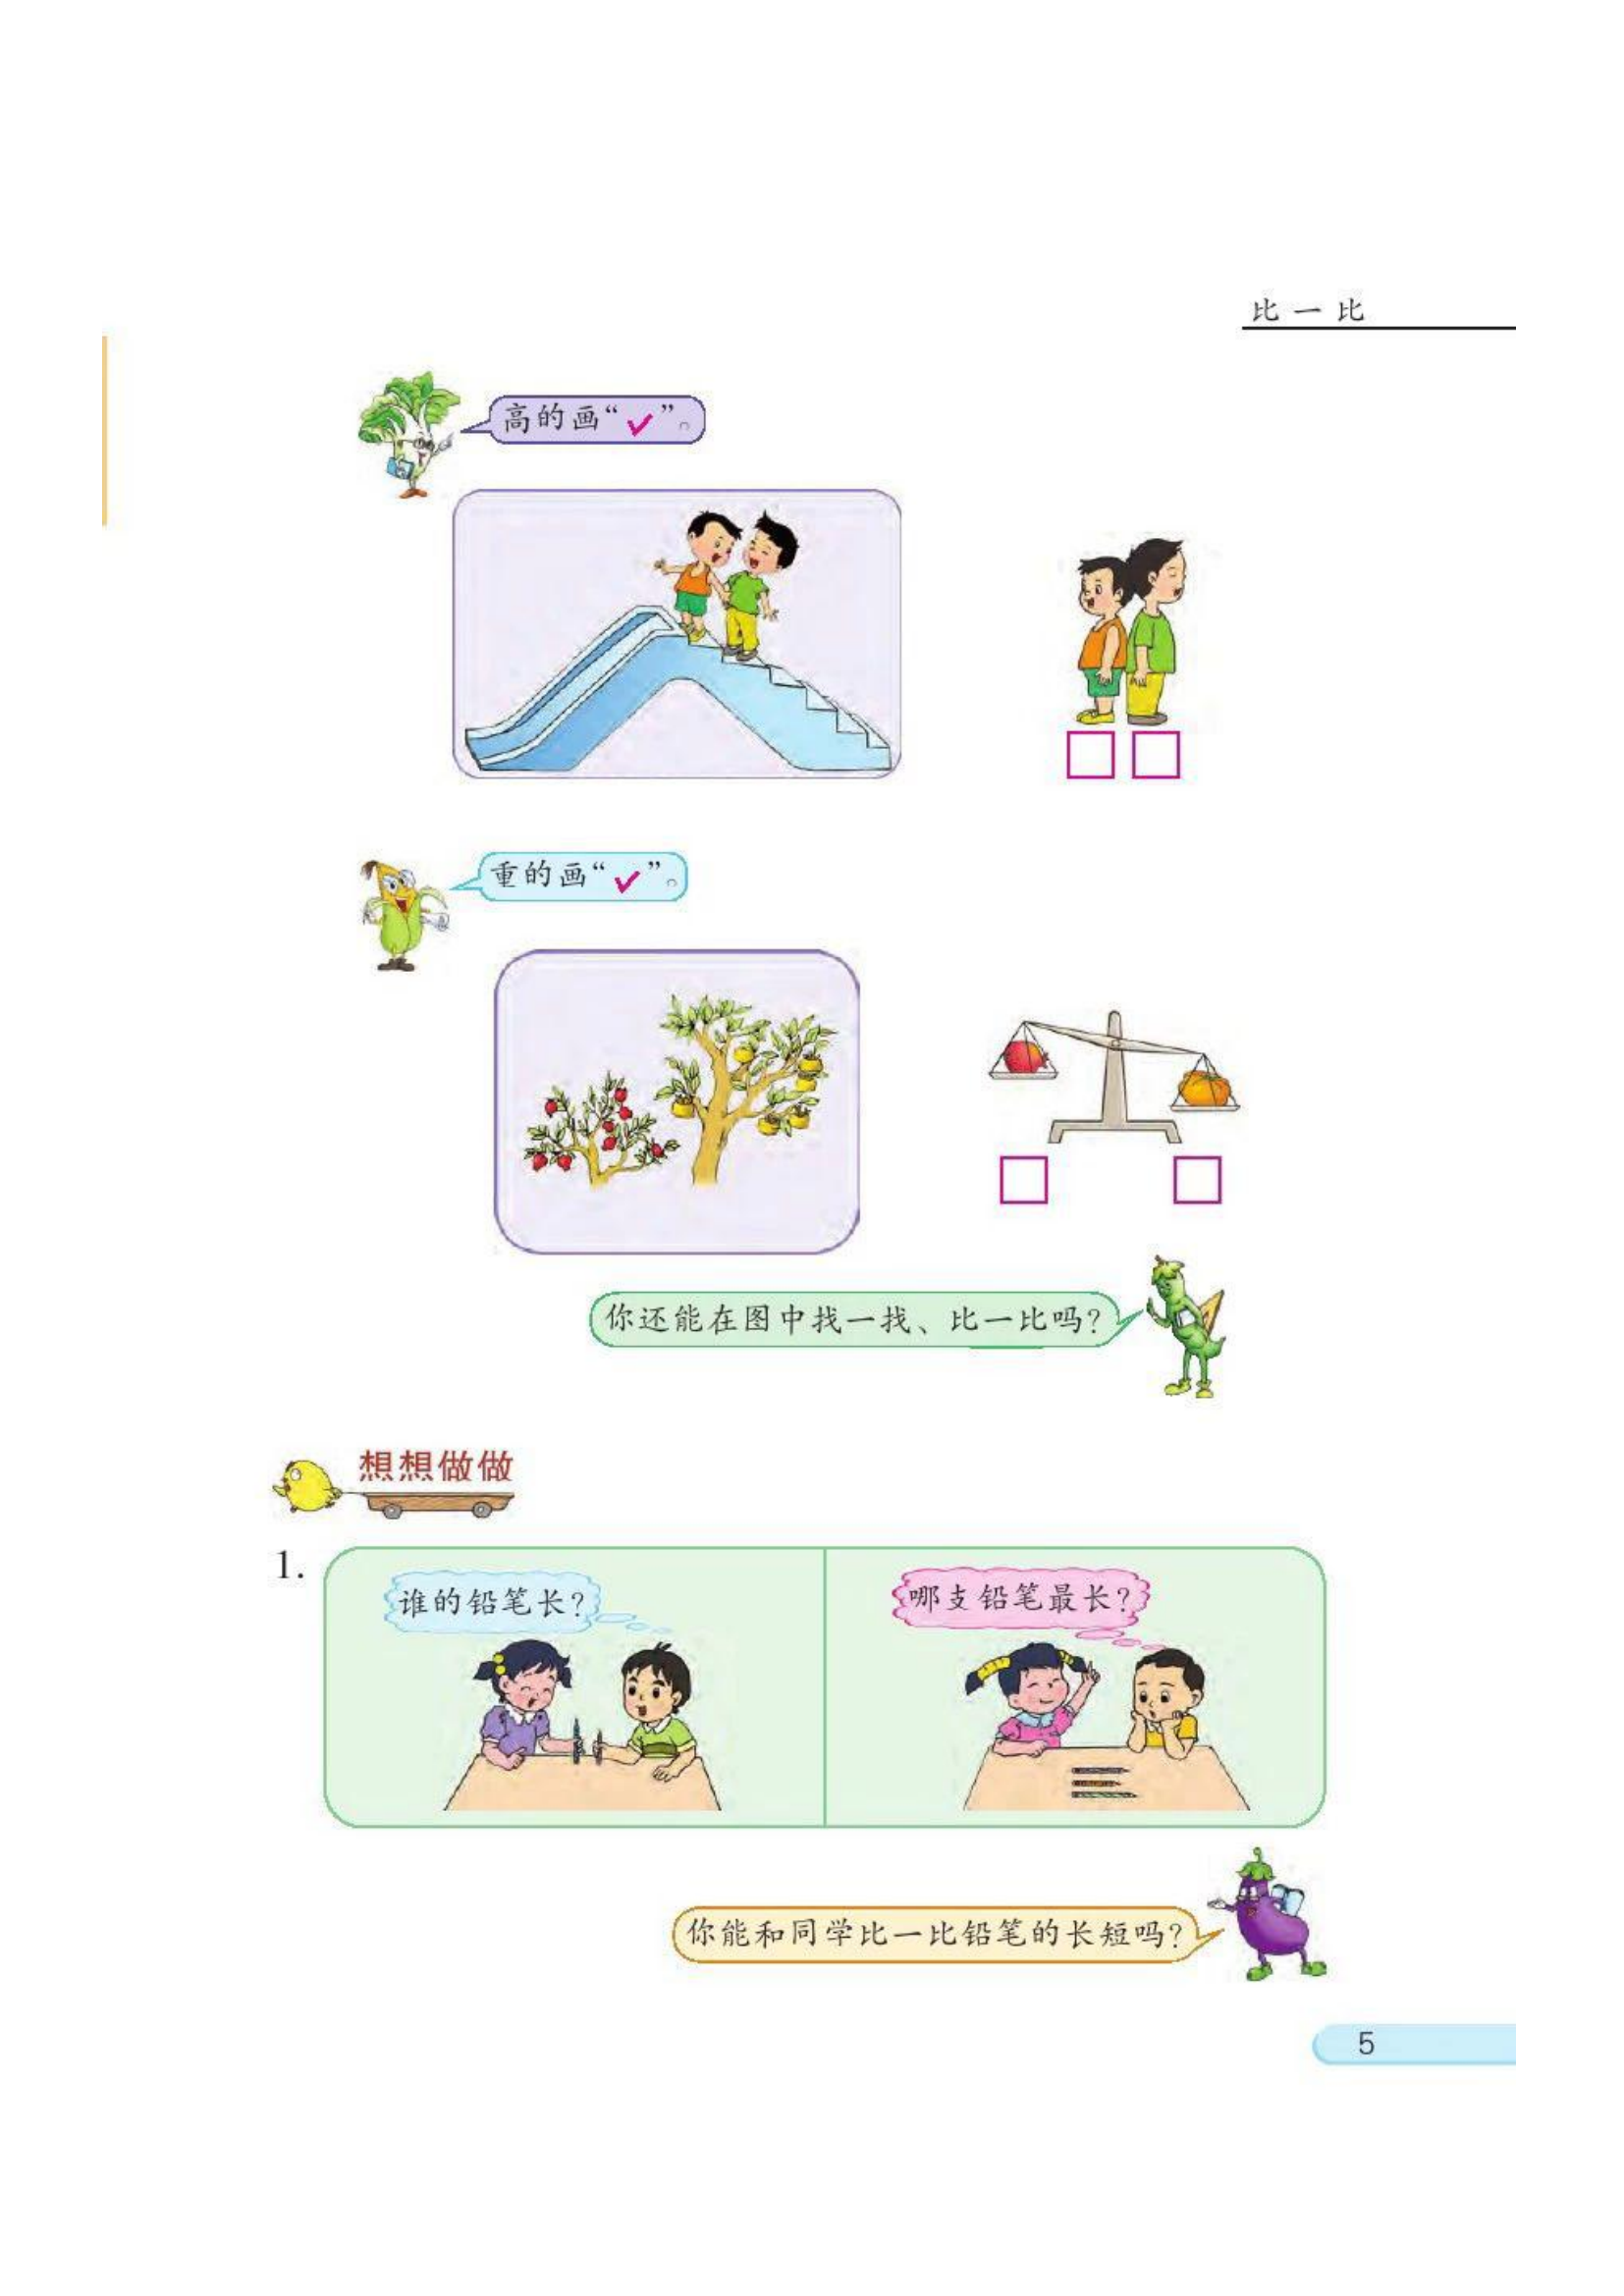 比一比
高的画“✓”。
重的画“✓”。
你还能在图中找一找、比一比吗？
想想做做
1.
谁的铅笔长？
哪支铅笔最长？
你能和同学比一比铅笔的长短吗？
5